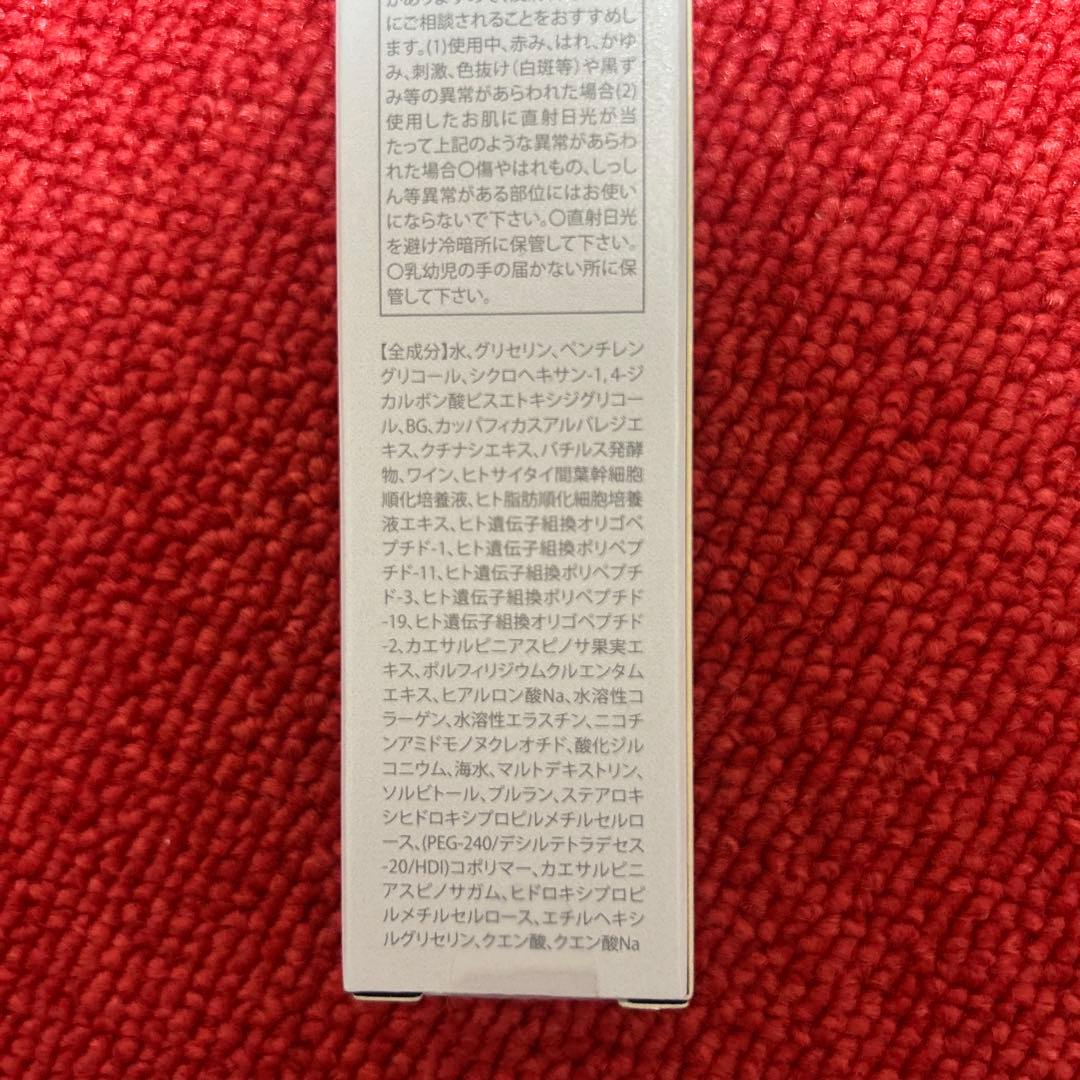 にご相談されることをおすすめし
ます。(1)使用中、赤み、はれ、かゆ
み、刺激、色抜け(白斑等)や黒ず
み等の異常があらわれた場合(2)
使用したお肌に直射日光が当
たって上記のような異常があらわ
れた場合〇傷やはれもの、しっし
ん等異常がある部位にはお使い
にならないで下さい。〇直射日光
を避け冷暗所に保管して下さい。
〇乳幼児の手の届かない所に保
管して下さい。
【全成分】水、グリセリン、ペンチレン
グリコール、シクロヘキサン-1,4-ジ
カルボン酸ビスエトキシジグリコー
ル、BG、カッパフィカスアルバレジエ
キス、クチナシエキス、バチルス発酵
物、ワイン、ヒトサイタイ間葉幹細胞
順化培養液、ヒト脂肪順化細胞培養
液エキス、ヒト遺伝子組換オリゴペ
プチド-1、ヒト遺伝子組換ポリペプ
チド-11、ヒト遺伝子組換ポリペプチ
ド-3、ヒト遺伝子組換ポリペプチド
-19、ヒト遺伝子組換オリゴペプチド
-2、カエサルピニアスピノサ果実エ
キス、ポルフィリジウムクルエンタム
エキス、ヒアルロン酸Na、水溶性コ
ラーゲン、水溶性エラスチン、ニコチ
ンアミドモノヌクレオチド、酸化ジル
コニウム、海水、マルトデキストリン、
ソルビトール、プルラン、ステアロキ
シヒドロキシプロピルメチルセルロ
ース、(PEG-240/デシルテトラデセス
-20/HDI)コポリマー、カエサルピニ
アスピノサガム、ヒドロキシプロピ
ルメチルセルロース、エチルヘキシ
ルグリセリン、クエン酸、クエン酸Na